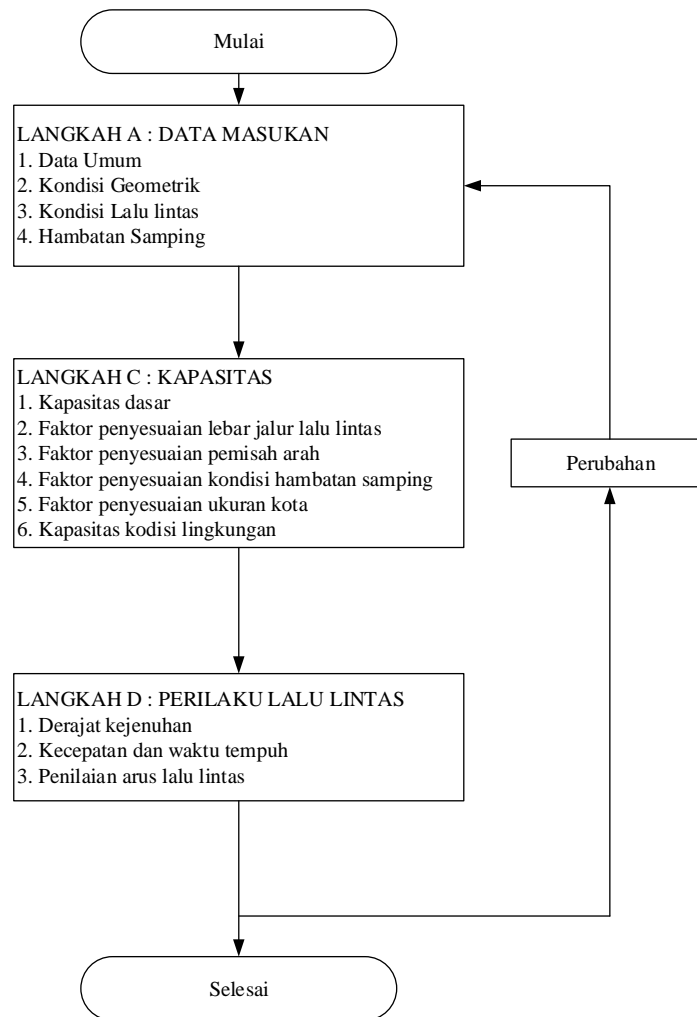 Mulai
LANGKAH A : DATA MASUKAN
1. Data Umum
2. Kondisi Geometrik
3. Kondisi Lalu lintas
4. Hambatan Samping
LANGKAH C : KAPASITAS
1. Kapasitas dasar
2. Faktor penyesuaian lebar jalur lalu lintas
3. Faktor penyesuaian pemisah arah
4. Faktor penyesuaian kondisi hambatan samping
5. Faktor penyesuaian ukuran kota
6. Kapasitas kodisi lingkungan
Perubahan
LANGKAH D : PERILAKU LALU LINTAS
1. Derajat kejenuhan
2. Kecepatan dan waktu tempuh
3. Penilaian arus lalu lintas
Selesai